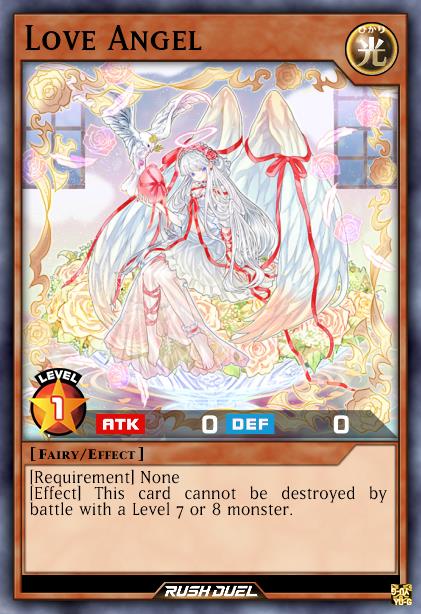 Love Angel
ひかり
光
LEVEL
1
ATK 0 DEF 0
[ Fairy/Effect ]
[Requirement] None
[Effect] This card cannot be destroyed by
battle with a Level 7 or 8 monster.
RUSH DUEL